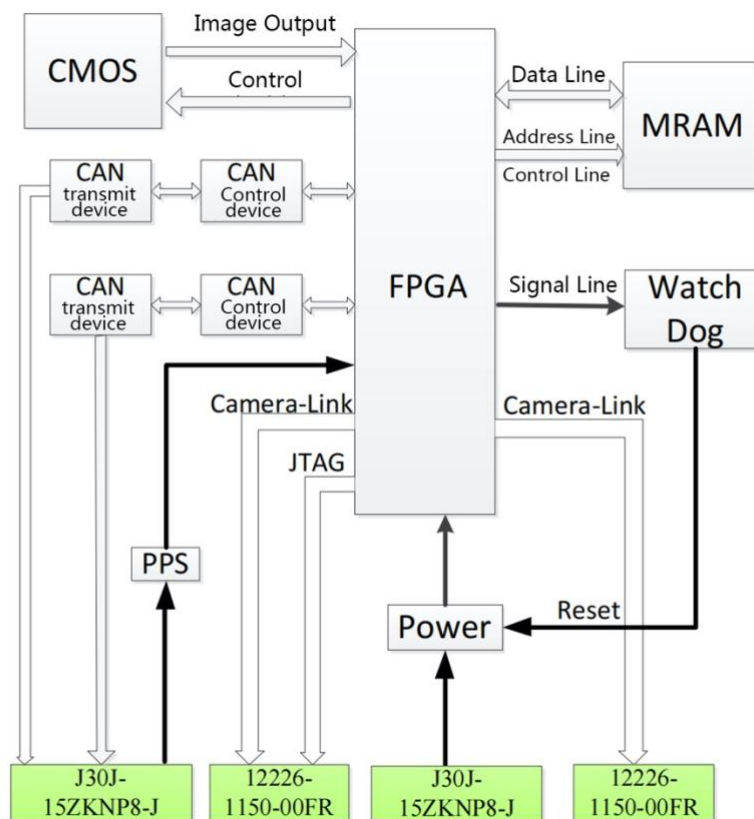 Image Output
CMOS
Control
Data Line
MRAM
Address Line
Control Line
CAN
transmit
device
CAN
Control
device
FPGA
CAN
transmit
device
CAN
Control
device
Signal Line
Watch
Dog
Camera-Link
Camera-Link
JTAG
PPS
Power
Reset
J30J-
15ZKNP8-J
12226-
1150-00FR
J30J-
15ZKNP8-J
12226-
1150-00FR